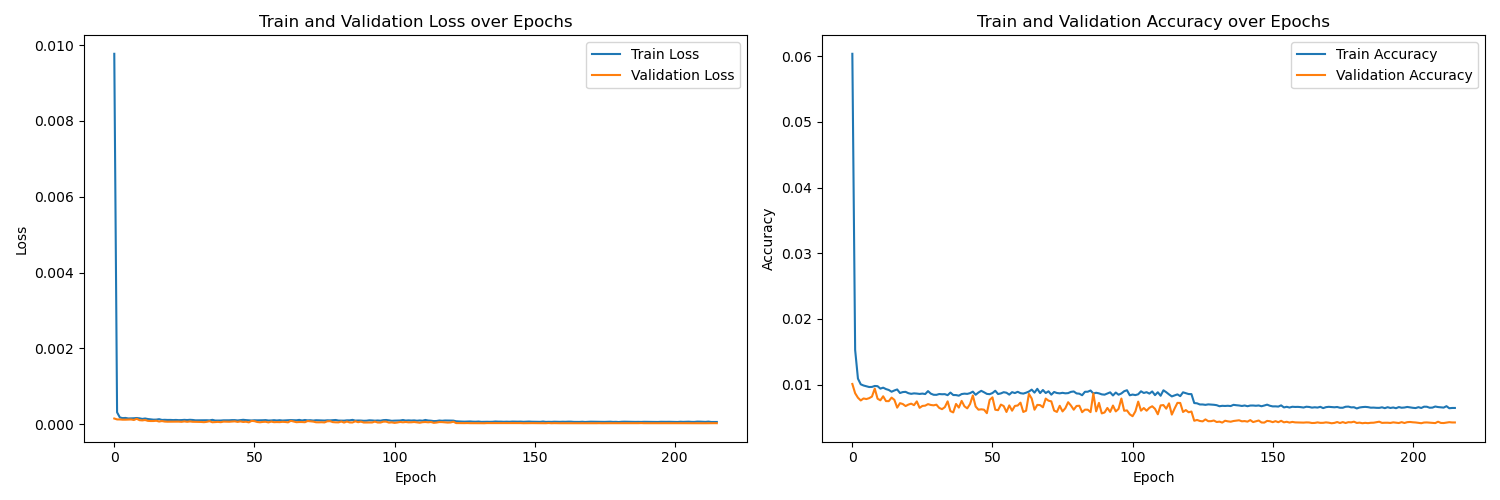 Train and Validation Loss over Epochs
Train Loss
Validation Loss
0.010
0.008
0.006
0.004
0.002
0.000
Loss
0
50
100
150
200
Epoch
Train and Validation Accuracy over Epochs
Train Accuracy
Validation Accuracy
0.06
0.05
0.04
0.03
0.02
0.01
Accuracy
0
50
100
150
200
Epoch